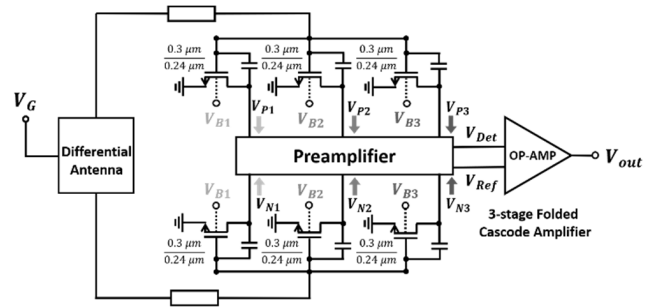 0.3 μm 0.3 μm 0.3 μm
0.24 μm 0.24 μm 0.24 μm
V_G
V_B1 V_P1 V_B2 V_P2 V_B3 V_P3
Differential
Antenna
Preamplifier
V_Det
V_Ref
OP-AMP
V_out
V_B1 V_N1 V_B2 V_N2 V_B3 V_N3
3-stage Folded
Cascode Amplifier
0.3 μm 0.3 μm 0.3 μm
0.24 μm 0.24 μm 0.24 μm